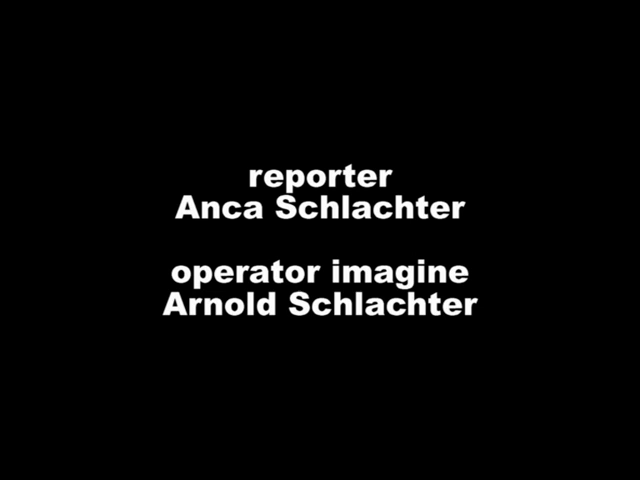 reporter
Anca Schlachter
operator imagine
Arnold Schlachter